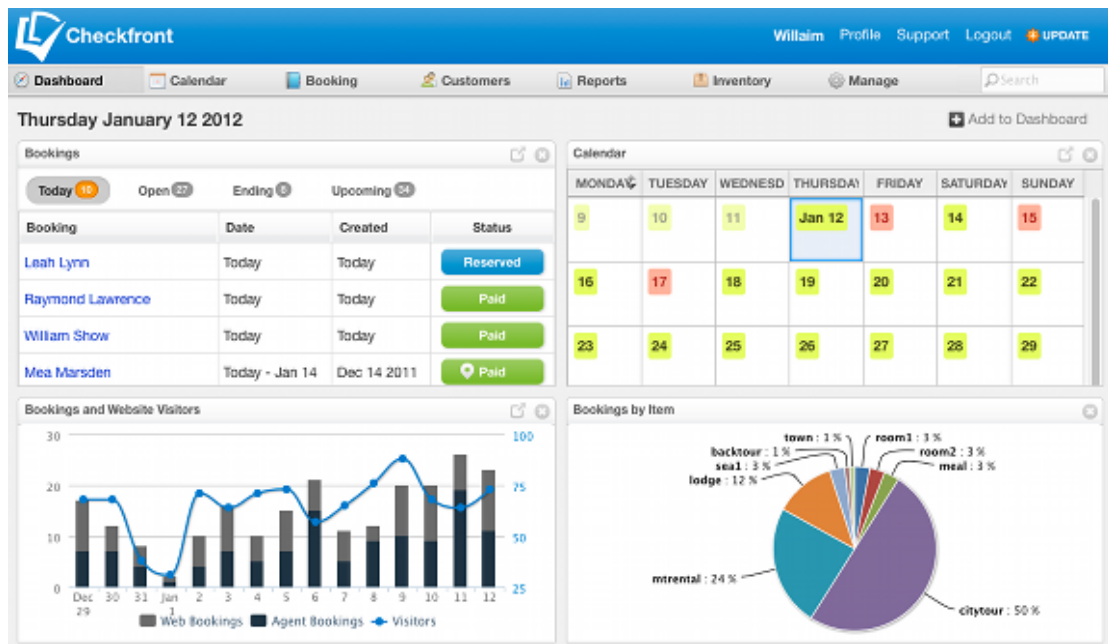 Checkfront
Willaim Profile Support Logout UPDATE
Dashboard Calendar Booking Customers Reports Inventory Manage Search
Thursday January 12 2012
Add to Dashboard
Bookings
Today 10 Open 27 Ending 6 Upcoming 54
Booking Date Created Status
Leah Lynn Today Today Reserved
Raymond Lawrence Today Today Paid
William Show Today Today Paid
Mea Marsden Today - Jan 14 Dec 14 2011 Paid
Calendar
MONDAY TUESDAY WEDNESD THURSDAY FRIDAY SATURDAY SUNDAY
9 10 11 Jan 12 13 14 15
16 17 18 19 20 21 22
23 24 25 26 27 28 29
Bookings and Website Visitors
30 100
20 75
10 50
0 25
Dec 29 30 31 Jan 1 2 3 4 5 6 7 8 9 10 11 12
Web Bookings Agent Bookings Visitors
Bookings by Item
town : 1 %
room1 : 3 %
backtour : 1 %
room2 : 3 %
sea1 : 3 %
meal : 3 %
lodge : 12 %
mtrental : 24 %
citytour : 50 %